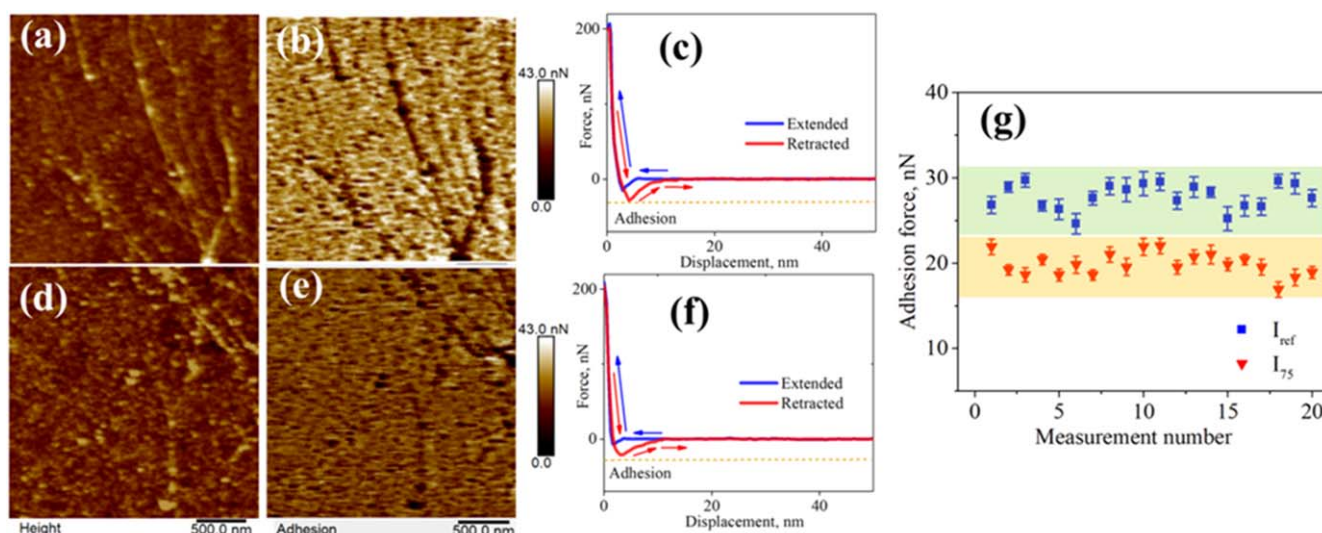 (a)
(b)
43.0 nN
0.0
(c)
200
0
Force, nN
Extended
Retracted
Adhesion
0
20
40
Displacement, nm
(d)
Height
500.0 nm
(e)
Adhesion
500.0 nm
43.0 nN
0.0
(f)
200
0
Force, nN
Extended
Retracted
Adhesion
0
20
40
Displacement, nm
(g)
40
30
20
10
Adhesion force, nN
I_ref
I_75
0
5
10
15
20
Measurement number